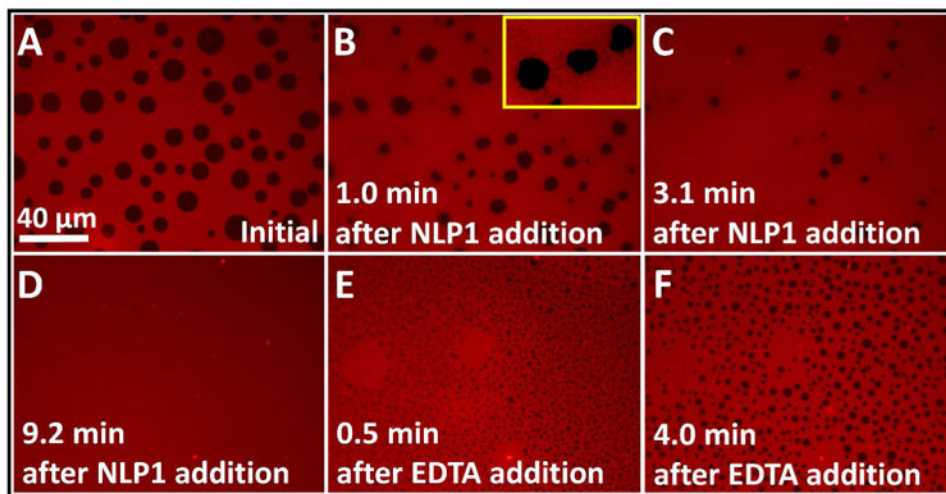 A
40 µm
Initial
B
1.0 min
after NLP1 addition
C
3.1 min
after NLP1 addition
D
9.2 min
after NLP1 addition
E
0.5 min
after EDTA addition
F
4.0 min
after EDTA addition